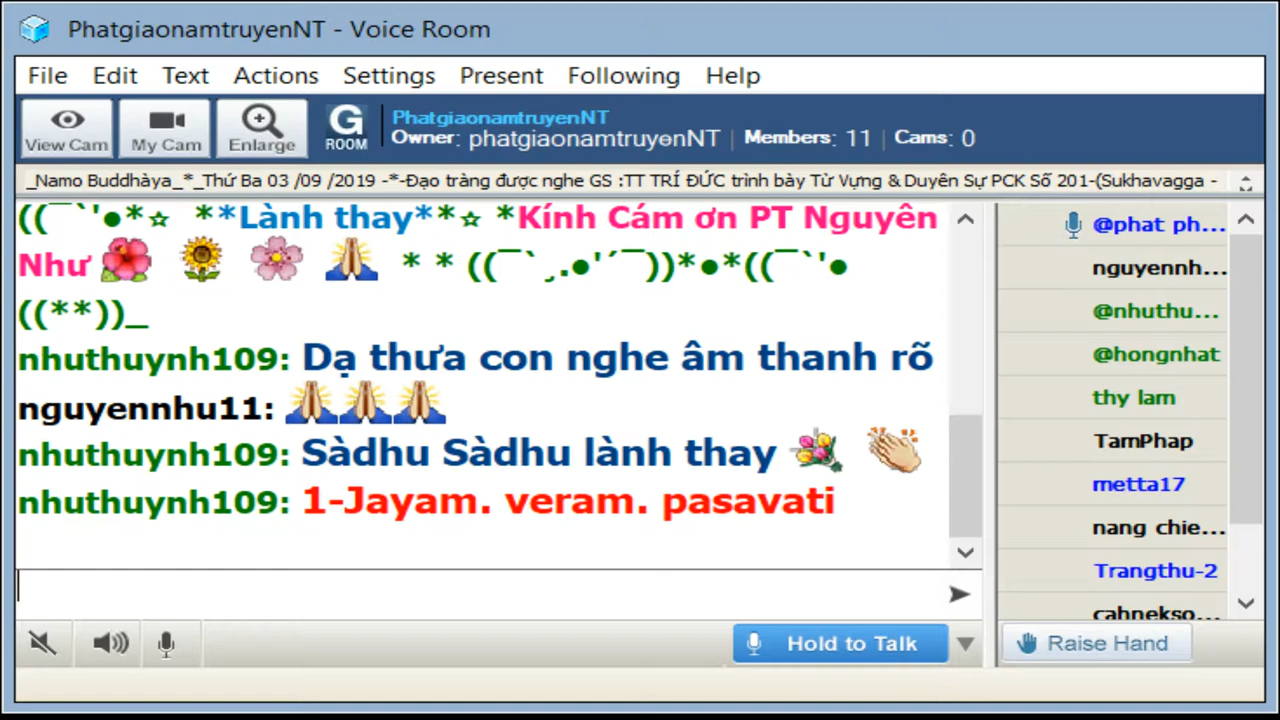 PhatgiaonamtruyenNT - Voice Room
File Edit Text Actions Settings Present Following Help
View Cam My Cam Enlarge G ROOM
PhatgiaonamtruyenNT
Owner: phatgiaonamtruyenNT | Members: 11 | Cams: 0
_Namo Buddhàya_*_Thứ Ba 03 /09 /2019 -*-Đạo tràng được nghe GS :TT TRÍ ĐỨC trình bày Từ Vựng & Duyên Sự PCK Số 201-(Sukhavagga -
((¯`'●*☆ **Lành thay**☆ *Kính Cám ơn PT Nguyên
Như 🌺 🌻 🌸 🙏 * * ((¯`¸.●'´¯))*●*((¯`'●
((**))_
nhuthuynh109: Dạ thưa con nghe âm thanh rõ
nguyennhu11: 🙏🙏🙏
nhuthuynh109: Sàdhu Sàdhu lành thay 💐 👏
nhuthuynh109: 1-Jayam. veram. pasavati
@phat ph...
nguyennh...
@nhuthu...
@hongnhat
thy lam
TamPhap
metta17
nang chie...
Trangthu-2
cahnekso...
Hold to Talk
Raise Hand